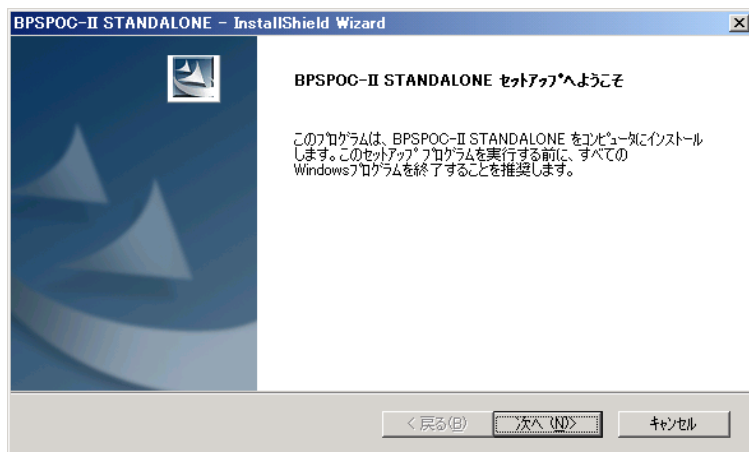 BPSPOC-II STANDALONE - InstallShield Wizard
BPSPOC-II STANDALONE ｾｯﾄｱｯﾌﾟへようこそ
このﾌﾟﾛｸﾞﾗﾑは、BPSPOC-II STANDALONE をｺﾝﾋﾟｭｰﾀにｲﾝｽﾄｰﾙ
します。このｾｯﾄｱｯﾌﾟ ﾌﾟﾛｸﾞﾗﾑを実行する前に、すべての
Windowsﾌﾟﾛｸﾞﾗﾑを終了することを推奨します。
< 戻る(B)
次へ (N)>
ｷｬﾝｾﾙ